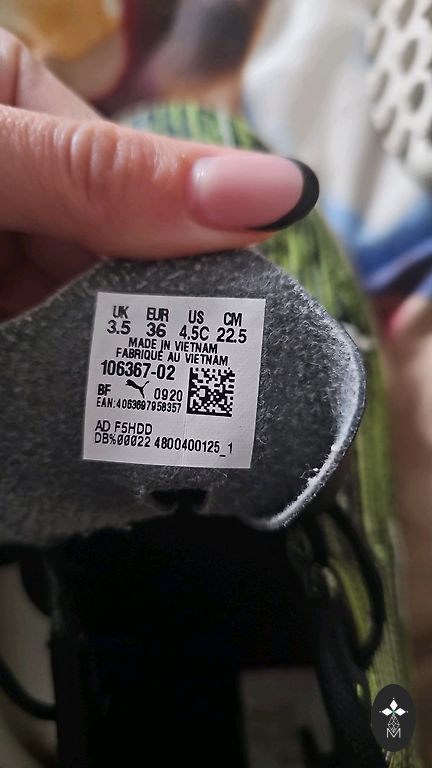 UK EUR US CM
3.5 36 4.5C 22.5
MADE IN VIETNAM
FABRIQUÉ AU VIETNAM
106367-02
BF 0920
EAN:4063697958357
AD F5HDD
DB%00022 4800400125_1
M